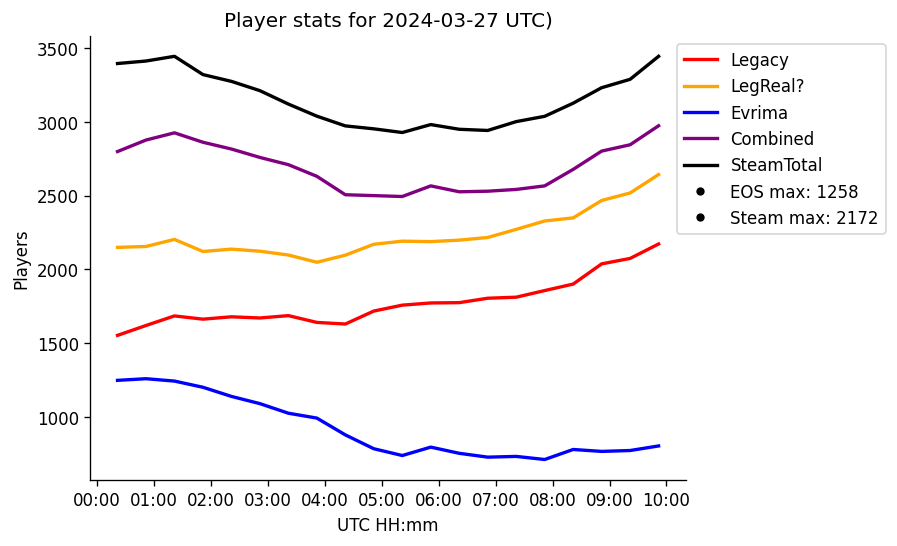 Player stats for 2024-03-27 UTC)
3500
3000
2500
2000
1500
1000
Players
00:00 01:00 02:00 03:00 04:00 05:00 06:00 07:00 08:00 09:00 10:00
UTC HH:mm
Legacy
LegReal?
Evrima
Combined
SteamTotal
EOS max: 1258
Steam max: 2172